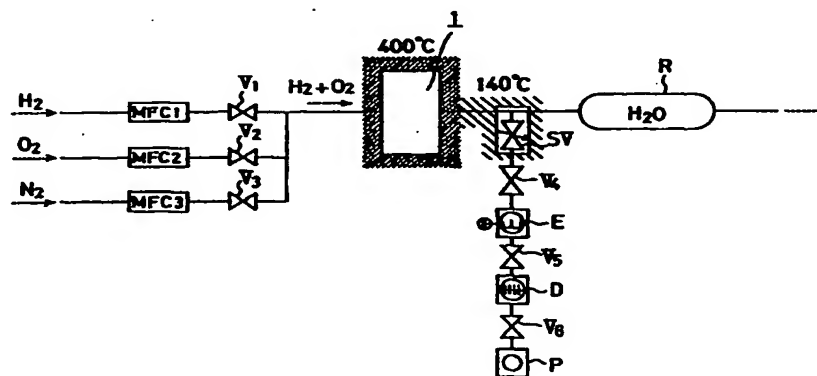 1
400°C
H2+O2
140°C
R
H2O
SV
H2
MFC1
V1
O2
MFC2
V2
N2
MFC3
V3
V4
E
V5
D
V6
P